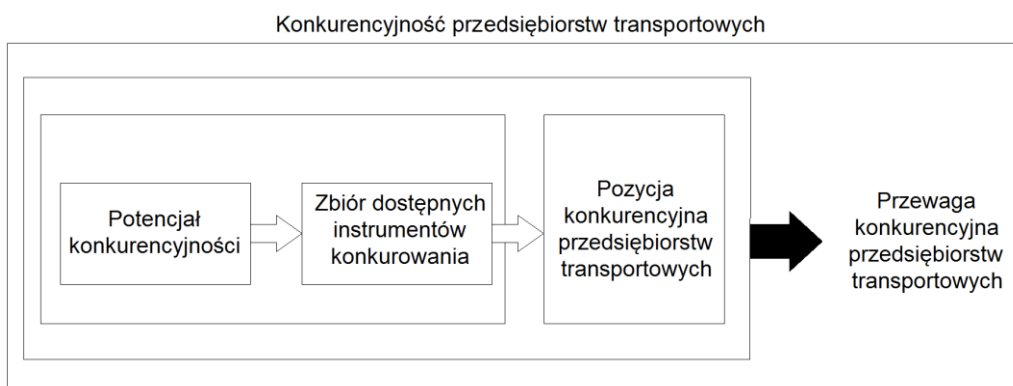 Konkurencyjność przedsiębiorstw transportowych
Potencjał
konkurencyjności
Zbiór dostępnych
instrumentów
konkurowania
Pozycja
konkurencyjna
przedsiębiorstw
transportowych
Przewaga
konkurencyjna
przedsiębiorstw
transportowych